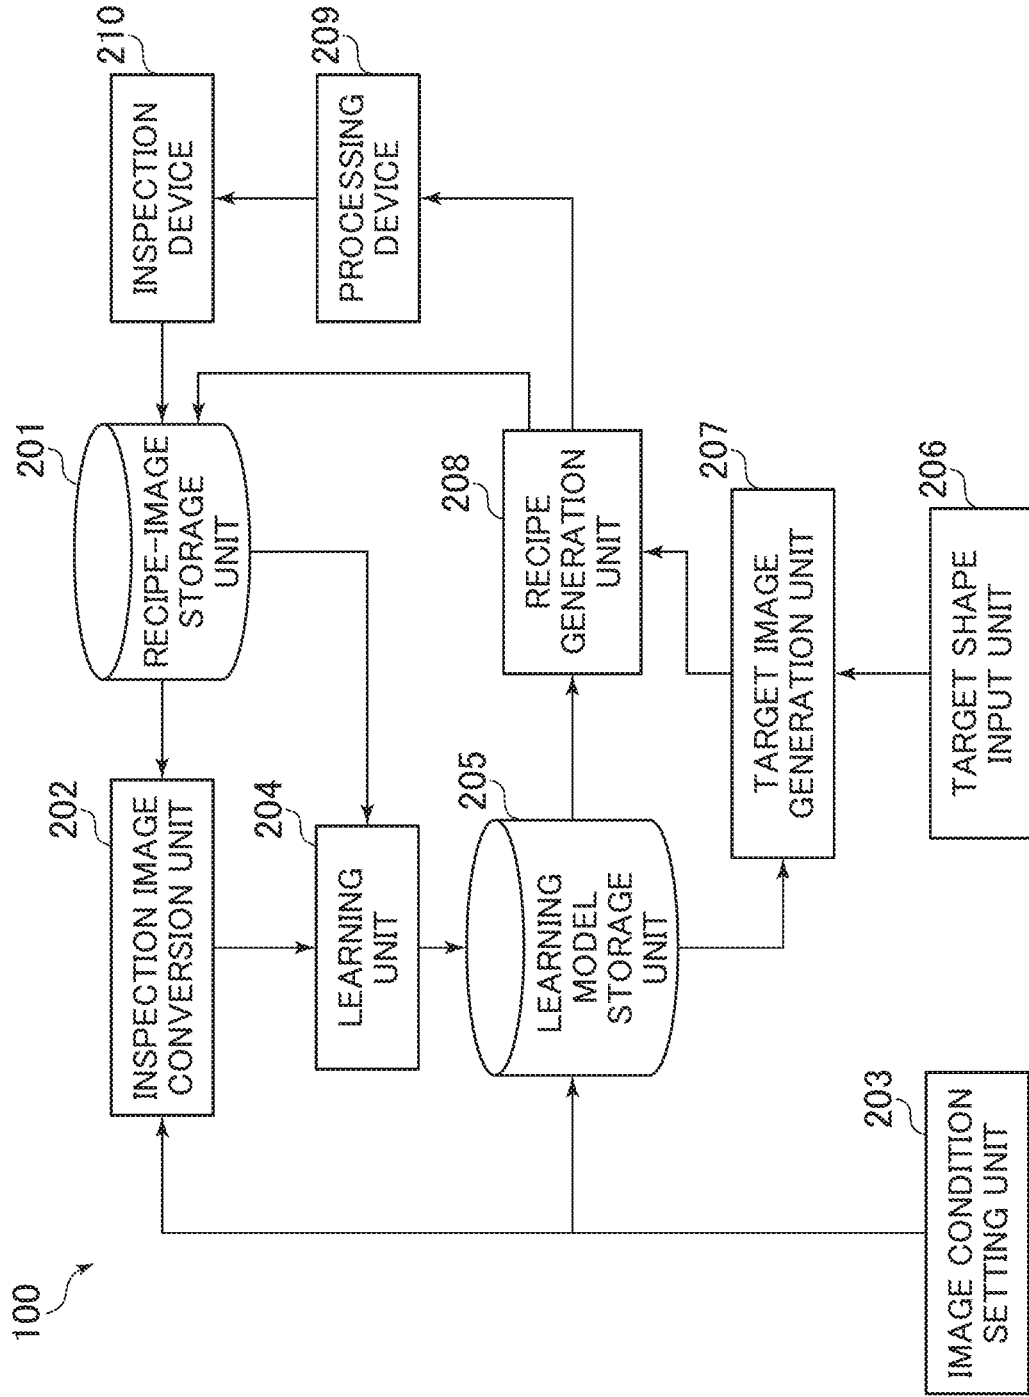 100
202
INSPECTION IMAGE
CONVERSION UNIT
201
RECIPE-IMAGE
STORAGE
UNIT
210
INSPECTION
DEVICE
204
LEARNING
UNIT
209
PROCESSING
DEVICE
205
LEARNING
MODEL
STORAGE
UNIT
208
RECIPE
GENERATION
UNIT
207
TARGET IMAGE
GENERATION UNIT
203
IMAGE CONDITION
SETTING UNIT
206
TARGET SHAPE
INPUT UNIT